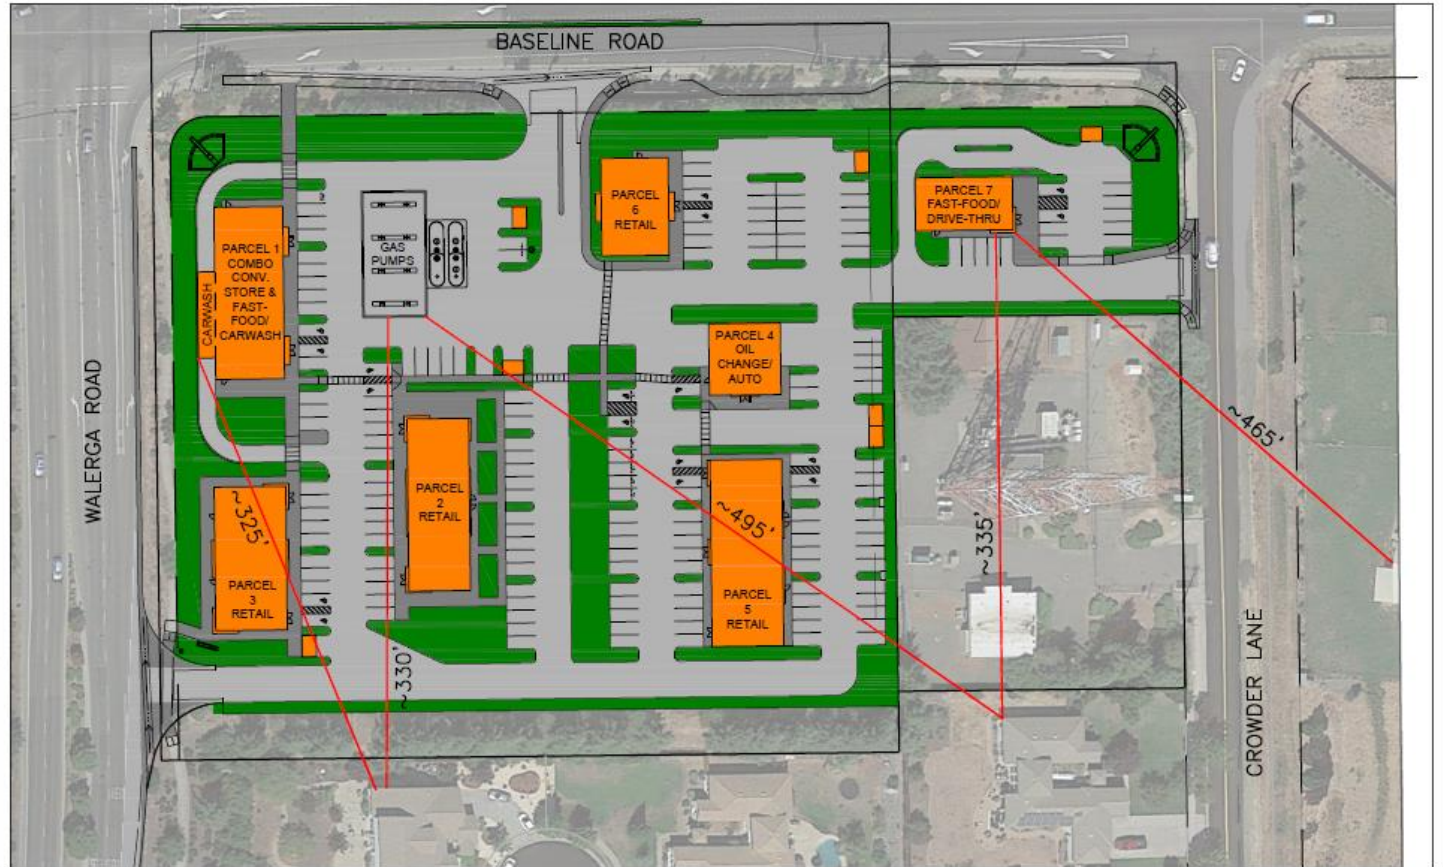 BASELINE ROAD
PARCEL
6
RETAIL
PARCEL 7
FAST-FOOD/
DRIVE-THRU
PARCEL 1
COMBO
CONV.
STORE &
FAST-
FOOD/
CARWASH
CARWASH
GAS
PUMPS
PARCEL 4
OIL
CHANGE/
AUTO
WALERGA ROAD
~465'
PARCEL
2
RETAIL
~325'
~495'
~335'
PARCEL
3
RETAIL
PARCEL
5
RETAIL
~330'
CROWDER LANE